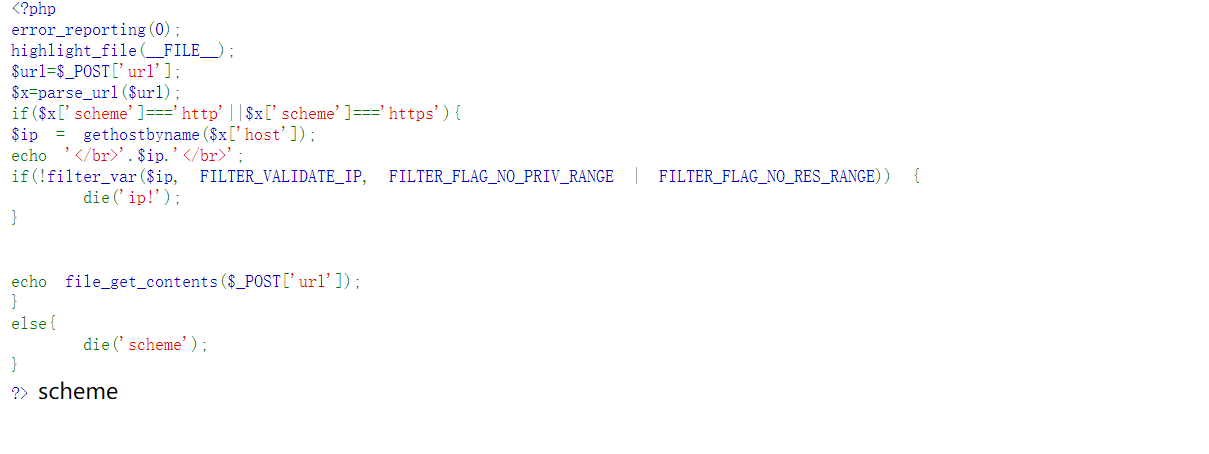 <?php
error_reporting(0);
highlight_file(__FILE__);
$url=$_POST['url'];
$x=parse_url($url);
if($x['scheme']==='http'||$x['scheme']==='https'){
$ip = gethostbyname($x['host']);
echo '</br>'.$ip.'</br>';
if(!filter_var($ip, FILTER_VALIDATE_IP, FILTER_FLAG_NO_PRIV_RANGE | FILTER_FLAG_NO_RES_RANGE)) {
die('ip!');
}
echo file_get_contents($_POST['url']);
}
else{
die('scheme');
}
?> scheme